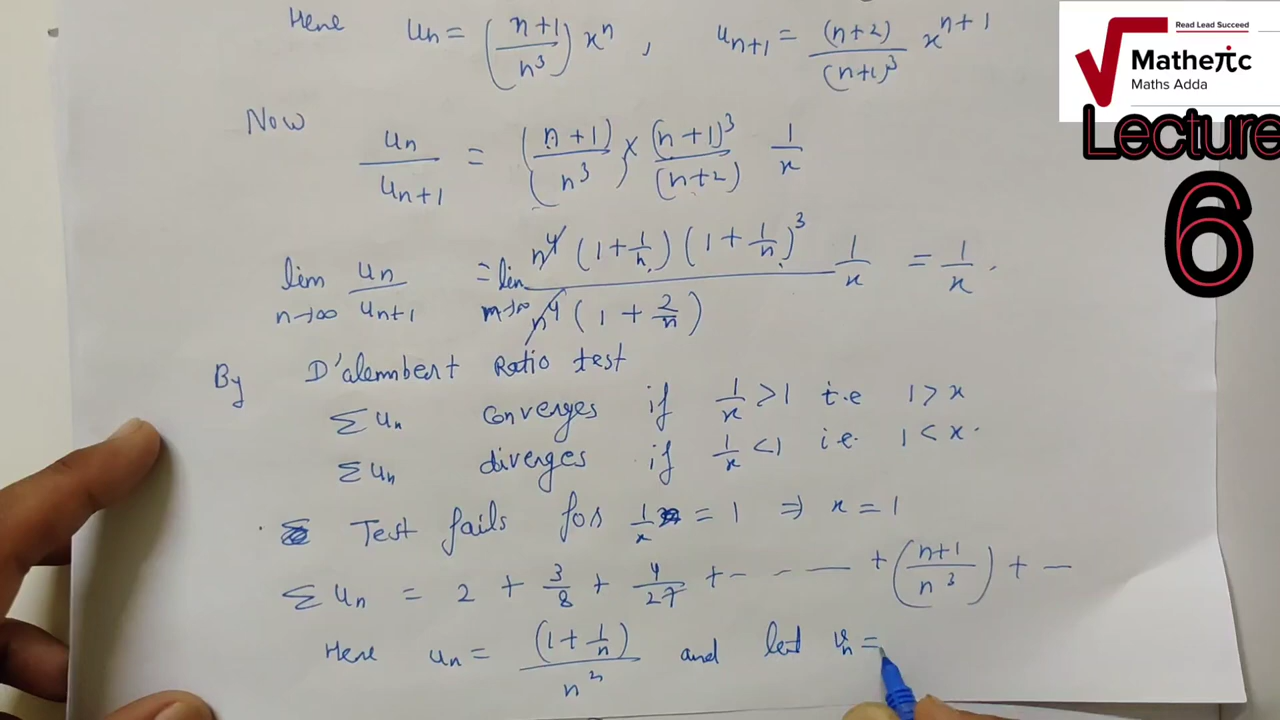 Here un = (n+1/n³) xⁿ , un+1 = (n+2)/(n+1)³ xⁿ⁺¹
Read Lead Succeed
Matheπc
Maths Adda
Lecture
6
Now un/un+1 = (n+1)/(n³) × (n+1)³/(n+2) 1/x
lim n→∞ un/un+1 = lim n→∞ n⁴(1+1/n)(1+1/n)³/n⁴(1+2/n) 1/x = 1/x .
By D'alembert Ratio test
Σun converges if 1/x > 1 i.e 1 > x
Σun diverges if 1/x < 1 i.e. 1 < x .
Test fails for 1/x = 1 ⇒ x = 1
Σun = 2 + 3/8 + 4/27 + - - - — + (n+1/n³) + —
Here un = (1+1/n)/n² and let vn =